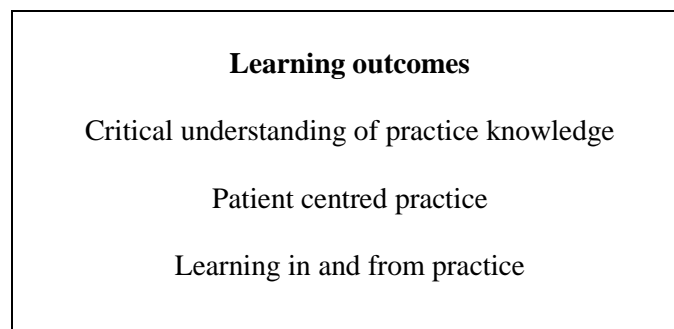 Learning outcomes
Critical understanding of practice knowledge
Patient centred practice
Learning in and from practice